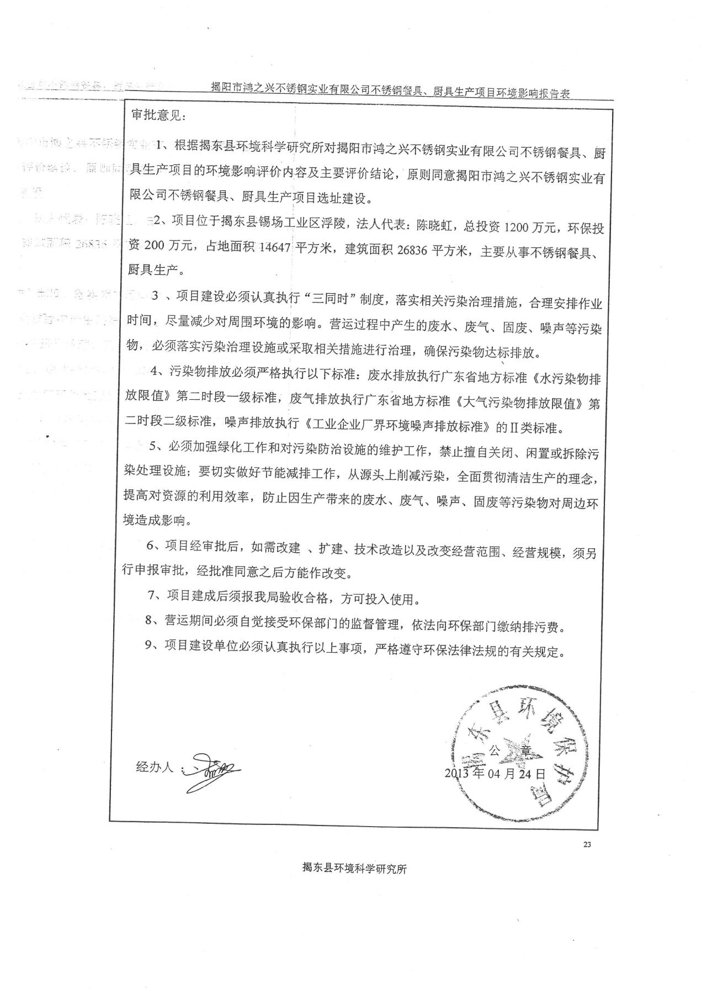 揭阳市鸿之兴不锈钢实业有限公司不锈钢餐具、厨具生产项目环境影响报告表
审批意见：
1、根据揭东县环境科学研究所对揭阳市鸿之兴不锈钢实业有限公司不锈钢餐具、厨
具生产项目的环境影响评价内容及主要评价结论，原则同意揭阳市鸿之兴不锈钢实业有
限公司不锈钢餐具、厨具生产项目选址建设。
2、项目位于揭东县锡场工业区浮陵，法人代表：陈晓虹，总投资 1200 万元，环保投
资 200 万元，占地面积 14647 平方米，建筑面积 26836 平方米，主要从事不锈钢餐具、
厨具生产。
3 、项目建设必须认真执行“三同时”制度，落实相关污染治理措施，合理安排作业
时间，尽量减少对周围环境的影响。营运过程中产生的废水、废气、固废、噪声等污染
物，必须落实污染治理设施或采取相关措施进行治理，确保污染物达标排放。
4、污染物排放必须严格执行以下标准：废水排放执行广东省地方标准《水污染物排
放限值》第二时段一级标准，废气排放执行广东省地方标准《大气污染物排放限值》第
二时段二级标准，噪声排放执行《工业企业厂界环境噪声排放标准》的Ⅱ类标准。
5、必须加强绿化工作和对污染防治设施的维护工作，禁止擅自关闭、闲置或拆除污
染处理设施；要切实做好节能减排工作，从源头上削减污染，全面贯彻清洁生产的理念，
提高对资源的利用效率，防止因生产带来的废水、废气、噪声、固废等污染物对周边环
境造成影响。
6、项目经审批后，如需改建 、扩建、技术改造以及改变经营范围、经营规模，须另
行申报审批，经批准同意之后方能作改变。
7、项目建成后须报我局验收合格，方可投入使用。
8、营运期间必须自觉接受环保部门的监督管理，依法向环保部门缴纳排污费。
9、项目建设单位必须认真执行以上事项，严格遵守环保法律法规的有关规定。
揭东县环境保护局
公 章
经办人：
2013 年 04 月 24 日
23
揭东县环境科学研究所